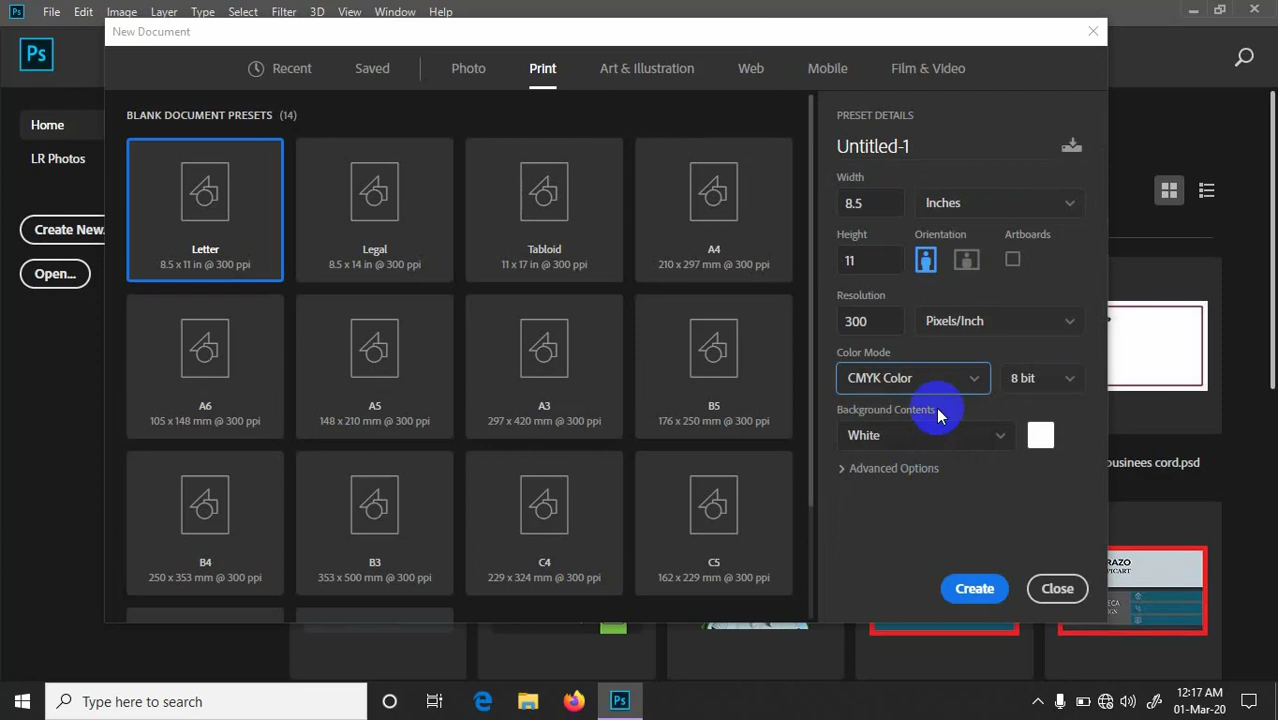 Ps File Edit Image Layer Type Select Filter 3D View Window Help
New Document
Ps
Recent Saved Photo Print Art & Illustration Web Mobile Film & Video
Home
LR Photos
Create New.
Open...
BLANK DOCUMENT PRESETS (14)
Letter
8.5 x 11 in @ 300 ppi
Legal
8.5 x 14 in @ 300 ppi
Tabloid
11 x 17 in @ 300 ppi
A4
210 x 297 mm @ 300 ppi
A6
105 x 148 mm @ 300 ppi
A5
148 x 210 mm @ 300 ppi
A3
297 x 420 mm @ 300 ppi
B5
176 x 250 mm @ 300 ppi
B4
250 x 353 mm @ 300 ppi
B3
353 x 500 mm @ 300 ppi
C4
229 x 324 mm @ 300 ppi
C5
162 x 229 mm @ 300 ppi
PRESET DETAILS
Untitled-1
Width
8.5 Inches
Height Orientation Artboards
11
Resolution
300 Pixels/Inch
Color Mode
CMYK Color 8 bit
Background Contents
White
Advanced Options
Create Close
businees cord.psd
RAZO
VICART
ECA
SIGN
Type here to search
Ps
12:17 AM
01-Mar-20